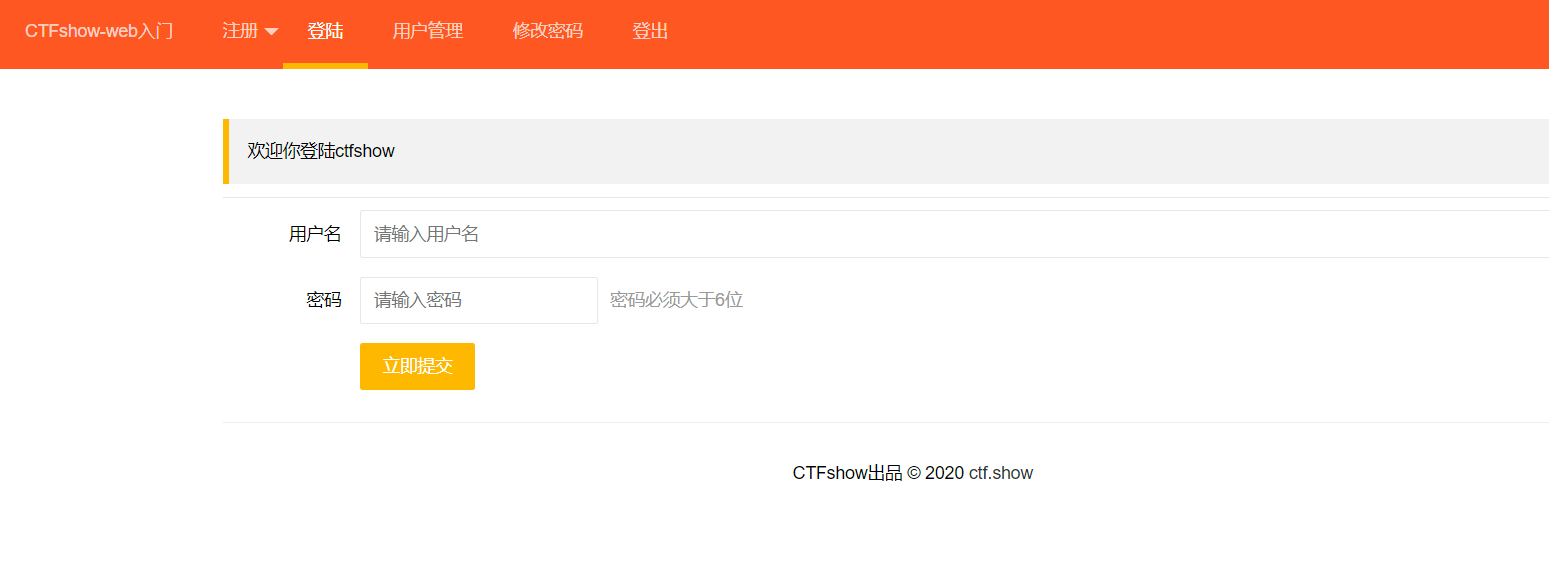 CTFshow-web入门 注册 登陆 用户管理 修改密码 登出
欢迎你登陆ctfshow
用户名 请输入用户名
密码 请输入密码 密码必须大于6位
立即提交
CTFshow出品 © 2020 ctf.show